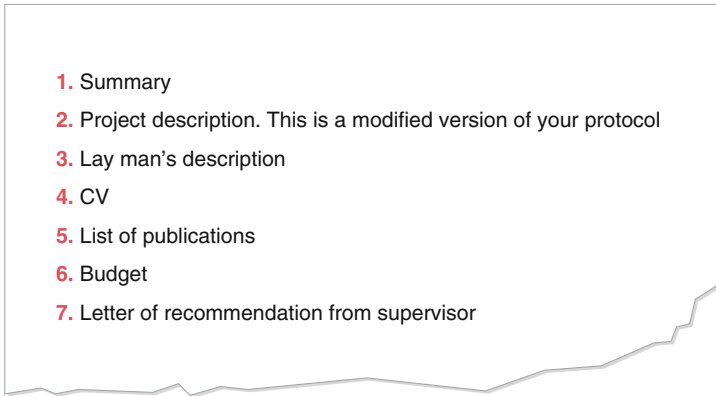 1. Summary
2. Project description. This is a modified version of your protocol
3. Lay man’s description
4. CV
5. List of publications
6. Budget
7. Letter of recommendation from supervisor